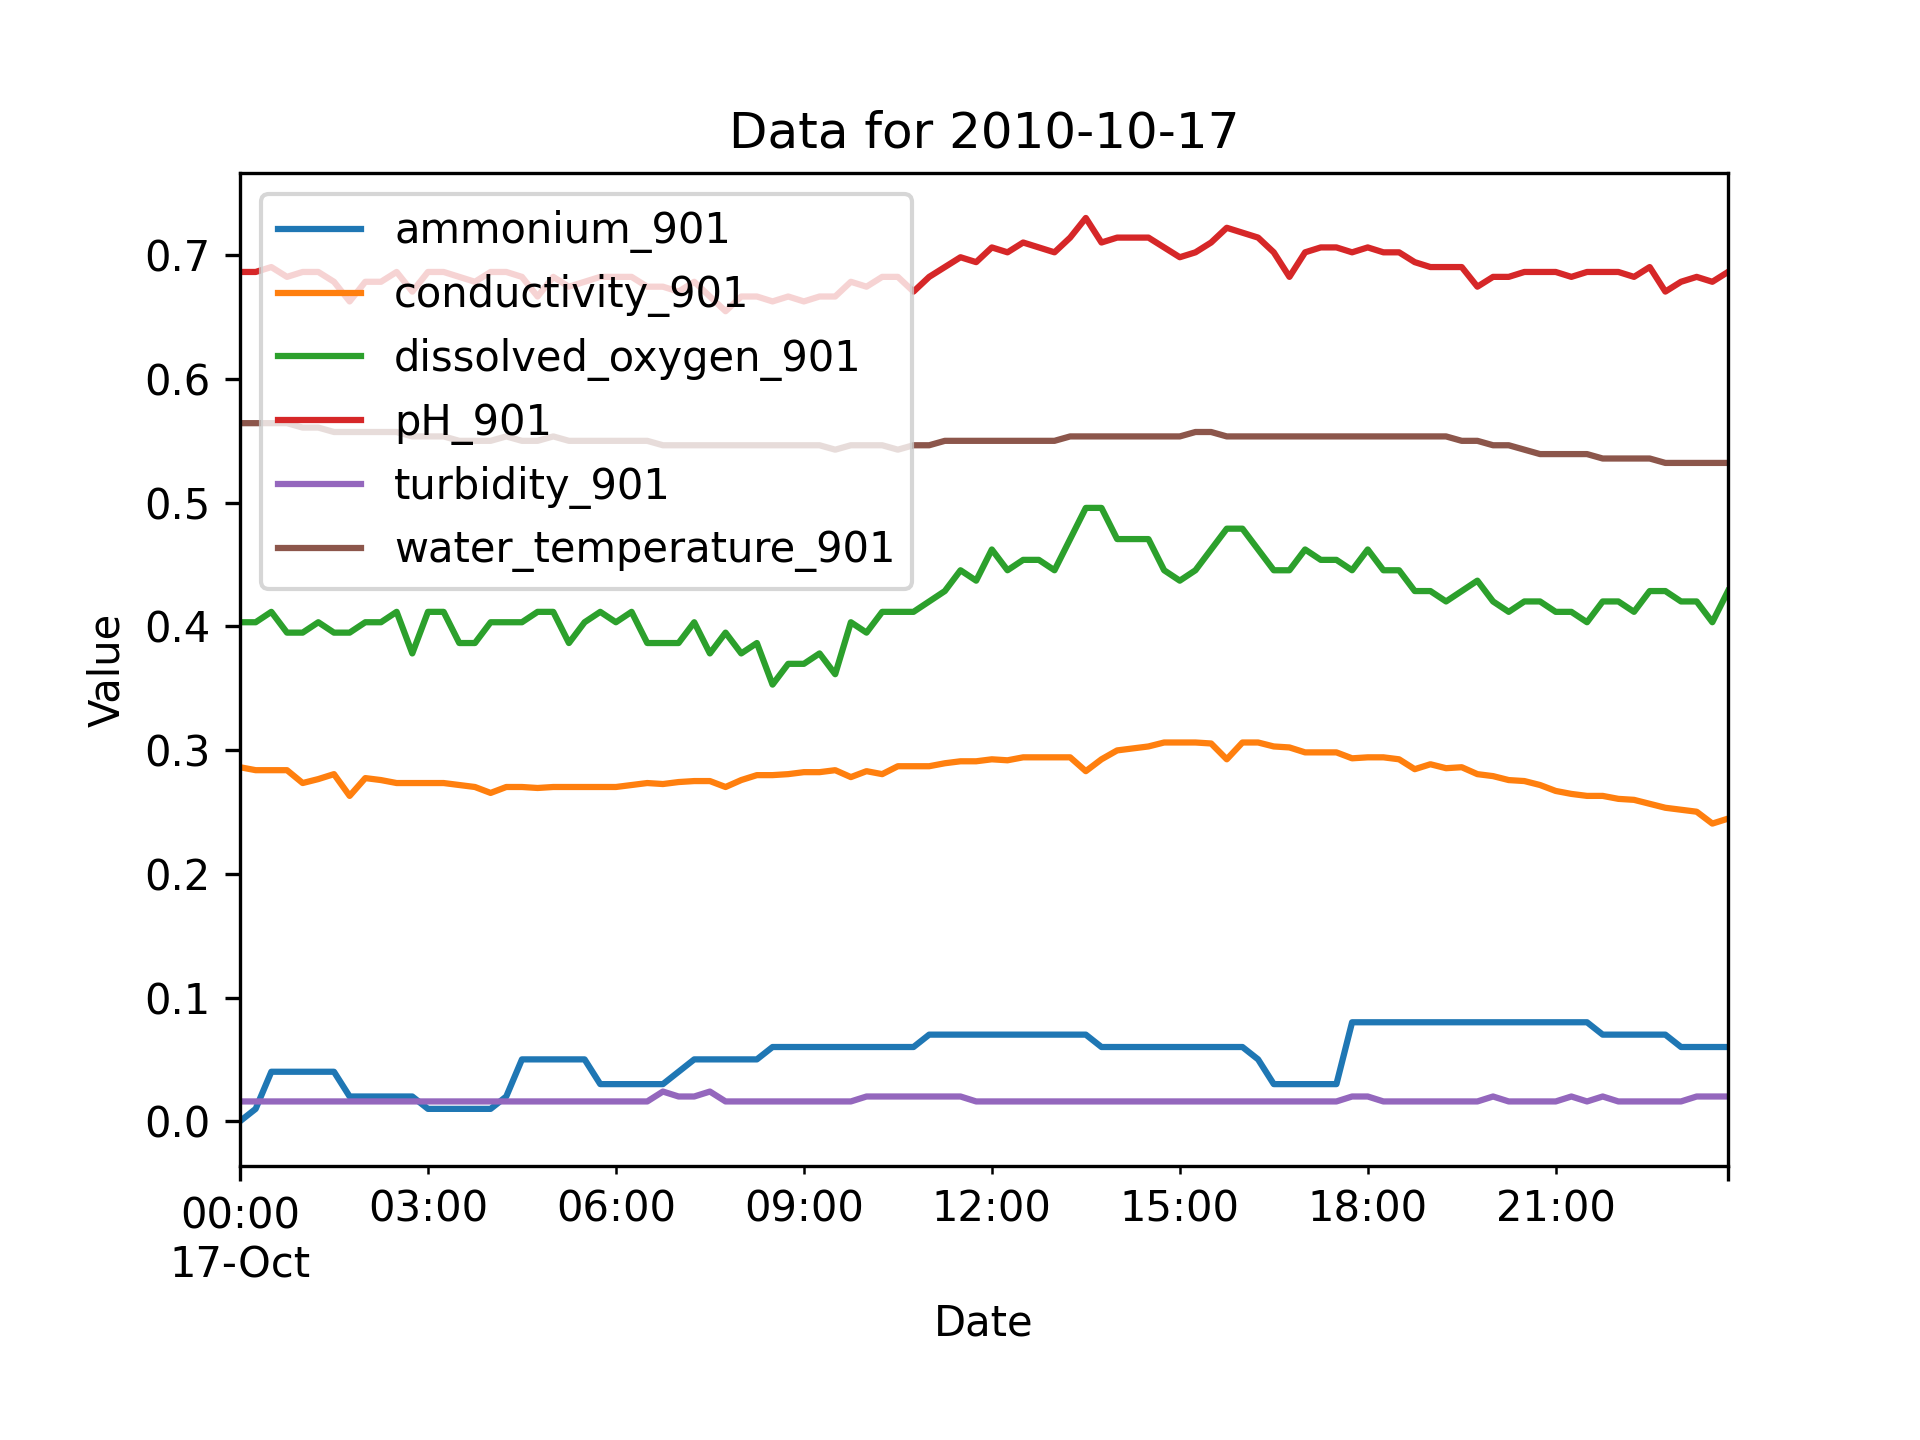 Data for 2010-10-17
ammonium_901
conductivity_901
dissolved_oxygen_901
pH_901
turbidity_901
water_temperature_901
Value
0.7
0.6
0.5
0.4
0.3
0.2
0.1
0.0
00:00 03:00 06:00 09:00 12:00 15:00 18:00 21:00
17-Oct
Date